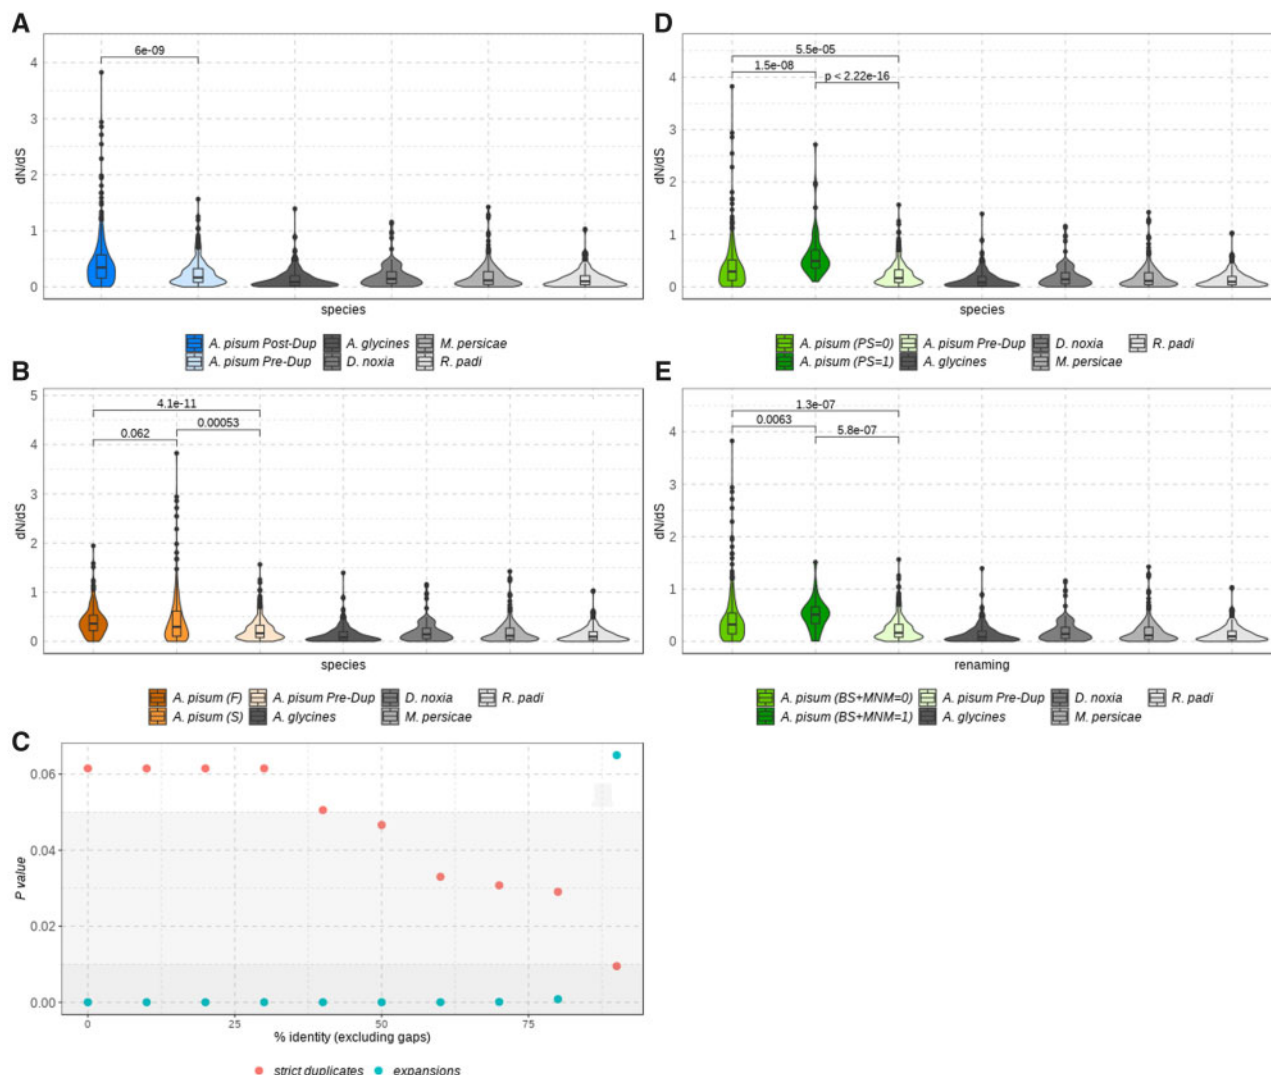 A
6e-09
4
3
2
1
0
dN/dS
species
A. pisum Post-Dup A. glycines M. persicae
A. pisum Pre-Dup D. noxia R. padi
B
4.1e-11
0.062 0.00053
5
4
3
2
1
0
dN/dS
species
A. pisum (F) A. pisum Pre-Dup D. noxia R. padi
A. pisum (S) A. glycines M. persicae
C
0.06
0.04
0.02
0.00
P value
0 25 50 75
% identity (excluding gaps)
strict duplicates expansions
D
5.5e-05
1.5e-08
p < 2.22e-16
4
3
2
1
0
dN/dS
species
A. pisum (PS=0) A. pisum Pre-Dup D. noxia R. padi
A. pisum (PS=1) A. glycines M. persicae
E
1.3e-07
0.0063
5.8e-07
4
3
2
1
0
dN/dS
renaming
A. pisum (BS+MNM=0) A. pisum Pre-Dup D. noxia R. padi
A. pisum (BS+MNM=1) A. glycines M. persicae